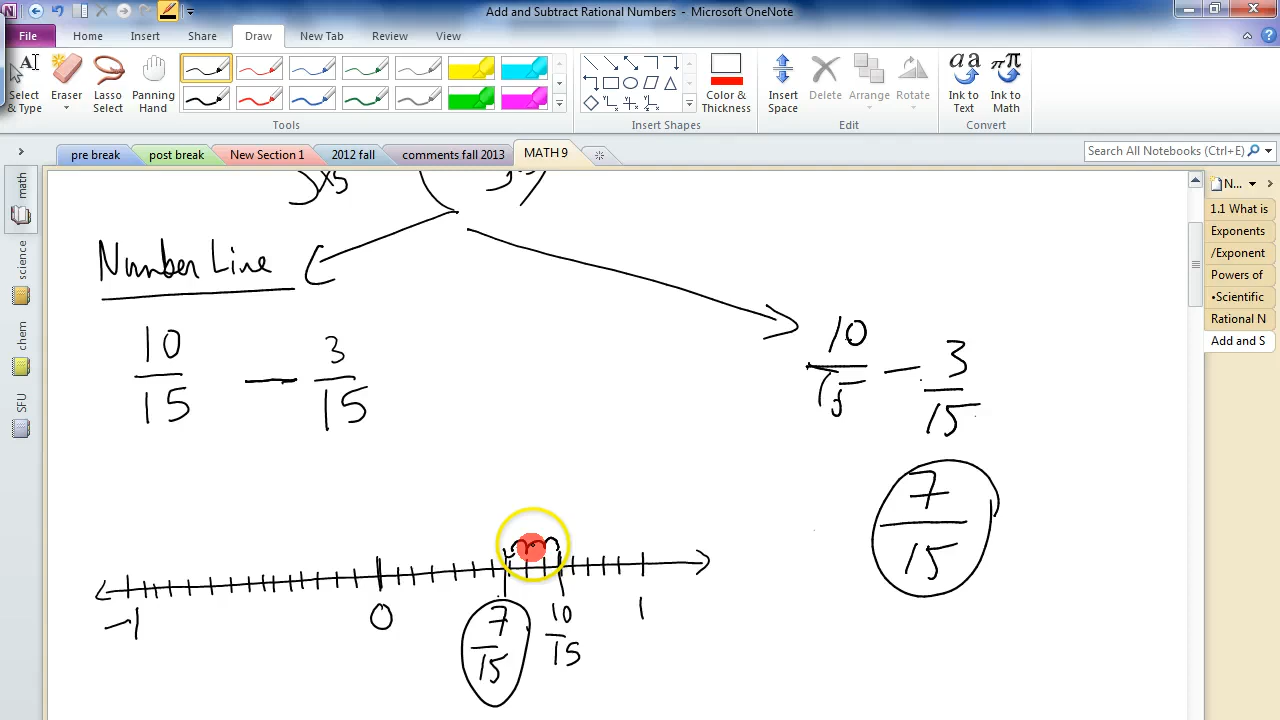 Add and Subtract Rational Numbers - Microsoft OneNote
File Home Insert Share Draw New Tab Review View
Select & Type
Eraser
Lasso Select
Panning Hand
Color & Thickness
Insert Space
Delete
Arrange
Rotate
Ink to Text
Ink to Math
Tools Insert Shapes Edit Convert
pre break post break New Section 1 2012 fall comments fall 2013 MATH 9
Search All Notebooks (Ctrl+E)
math
science
chem
SFU
N...
1.1 What is
Exponents
/Exponent
Powers of
•Scientific
Rational N
Add and S
Number Line
10/15 — 3/15
10/15 — 3/15
7/15
-1 0 1
7/15 10/15